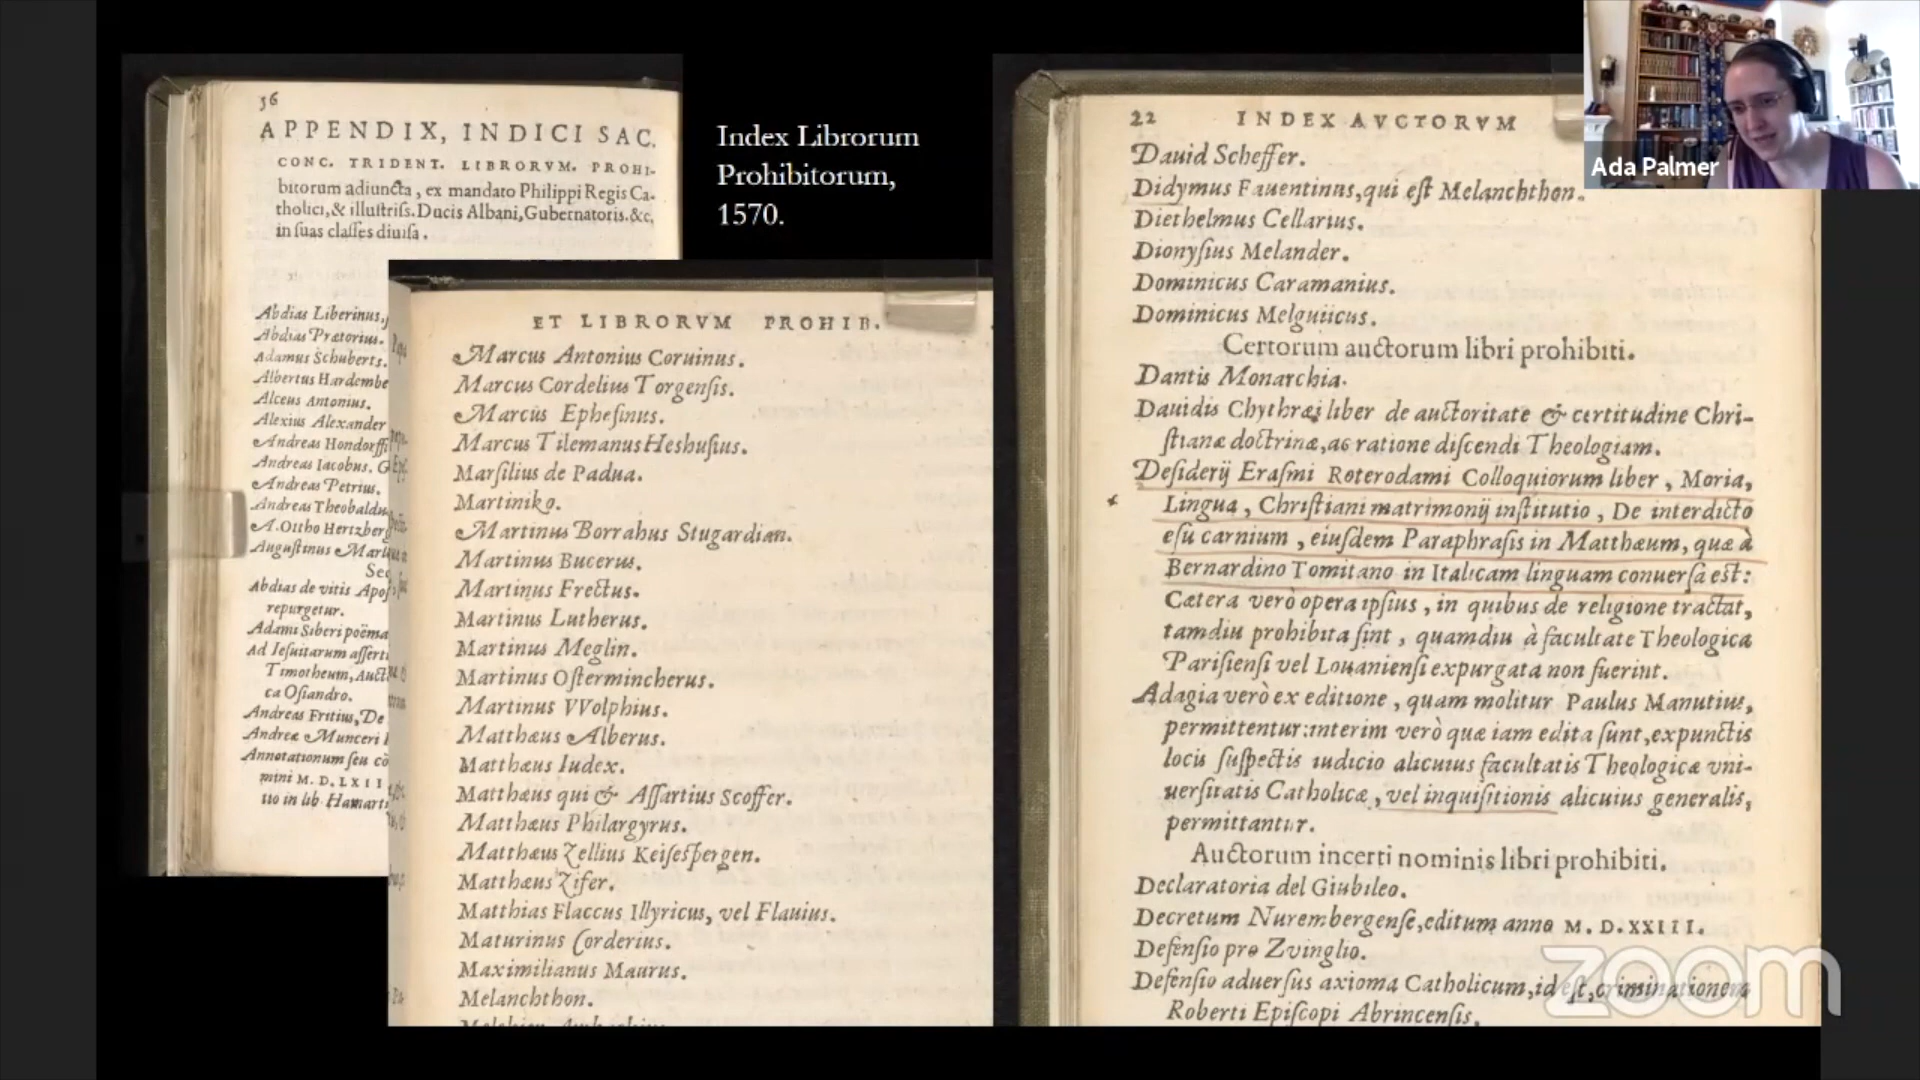 36
APPENDIX, INDICI SAC.
CONC. TRIDENT. LIBRORVM. PROHI-
bitorum adiuncta, ex mandato Philippi Regis Ca-
tholici, & illustriss. Ducis Albani, Gubernatoris. &c,
in suas classes diuisa.
Abdias Liberinus,
Abdias Prætorius.
Adamus Schuberts.
Albertus Hardembe
Alceus Antonius.
Alexius Alexander
Andreas Hondorff
Andreas Iacobus. G
Andreas Petrius.
Andreas Theobaldu
A. Ottho Hertzberg
Augustinus Marl
Sec
Abdias de vitis Apos
repurgetur.
Adami Siberi poëma
Ad Iesuitarum asserti
Timotheum, Auct
ca Osiandro.
Andreas Fritius, De
Andreæ Munceri
Annotationum seu cō
mini M. D. LXII
tio in lib Hamart
Index Librorum
Prohibitorum,
1570.
ET LIBRORVM PROHIB.
Marcus Antonius Coruinus.
Marcus Cordelius Torgensis.
Marcus Ephesinus.
Marcus Tilemanus Heshusius.
Marsilius de Padua.
Martiniko.
Martinus Borrahus Stugardian.
Martinus Bucerus.
Martinus Frectus.
Martinus Lutherus.
Martinus Meglin.
Martinus Ostermincherus.
Martinus VVolphius.
Matthæus Alberus.
Matthæus Iudex.
Matthæus qui & Assartius Scoffer.
Matthæus Philargyrus.
Matthæus Zellius Keisespergen.
Matthæus Zifer.
Matthias Flaccus Illyricus, vel Flauius.
Maturinus Corderius.
Maximilianus Maurus.
Melanchthon.
22 INDEX AVCTORVM
Dauid Scheffer.
Didymus Fauentinus, qui est Melanchthon.
Diethelmus Cellarius.
Dionysius Melander.
Dominicus Caramanius.
Dominicus Melguiicus.
Certorum auctorum libri prohibiti.
Dantis Monarchia.
Dauidis Chythræi liber de auctoritate & certitudine Chri-
stianæ doctrinæ, ac ratione discendi Theologiam.
Desiderij Erasmi Roterodami Colloquiorum liber, Moria,
Lingua, Christiani matrimonij institutio, De interdicto
esu carnium, eiusdem Paraphrasis in Matthæum, quæ à
Bernardino Tomitano in Italicam linguam conuersa est:
Cætera verò opera ipsius, in quibus de religione tractat,
tamdiu prohibita sint, quamdiu à facultate Theologica
Parisiensi vel Louaniensi expurgata non fuerint.
Adagia verò ex editione, quam molitur Paulus Manutius,
permittentur: interim verò quæ iam edita sunt, expunctis
locis suspectis iudicio alicuius facultatis Theologicæ vni-
uersitatis Catholicæ, vel inquisitionis alicuius generalis,
permittantur.
Auctorum incerti nominis libri prohibiti.
Declaratoria del Giubileo.
Decretum Nurembergense, editum anno M. D. XXIII.
Defensio pro Zvinglio.
Defensio aduersus axioma Catholicum, id est, criminationem
Roberti Episcopi Abrincensis.
Ada Palmer
zoom